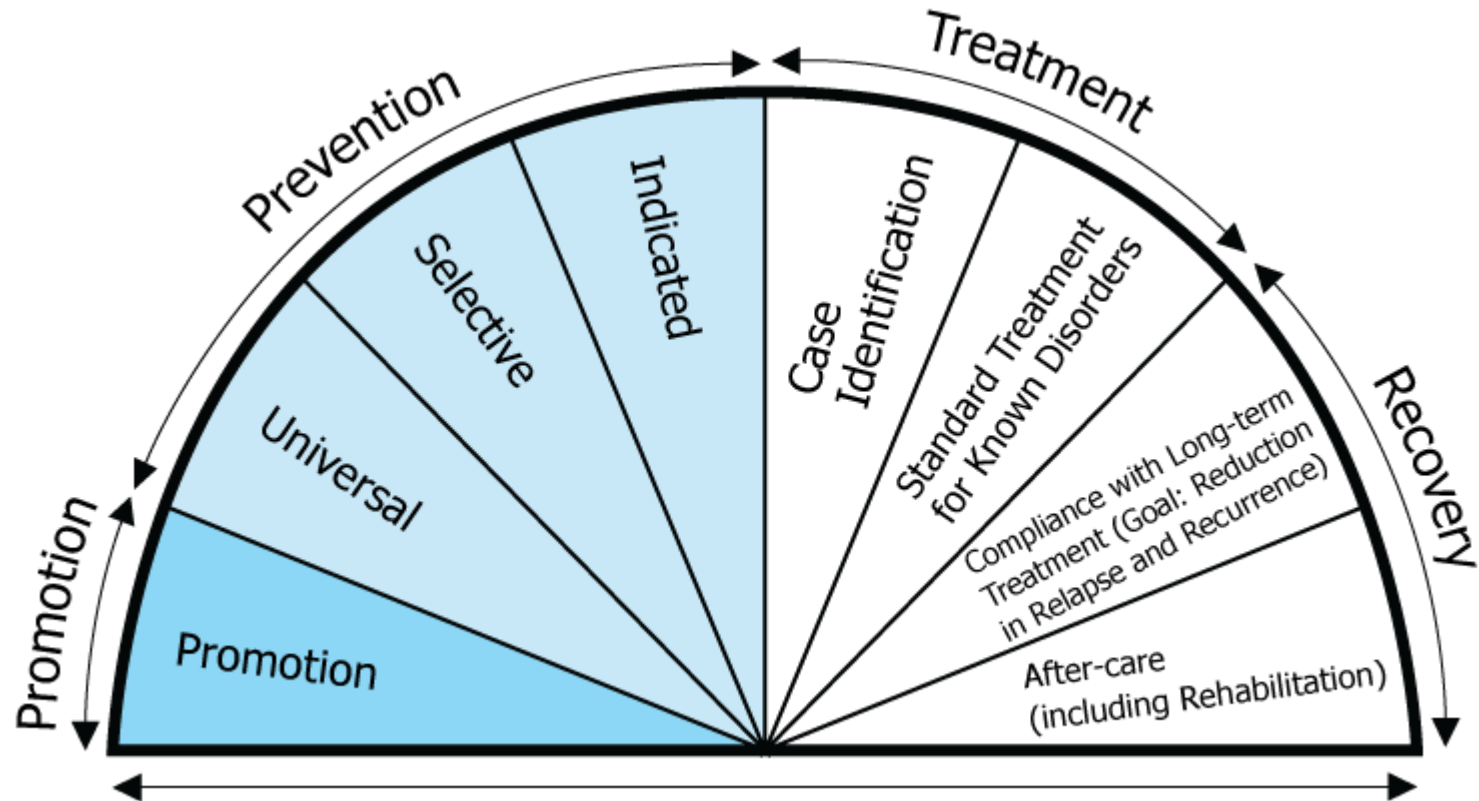 Promotion
Prevention
Treatment
Recovery
Promotion
Universal
Selective
Indicated
Case
Identification
Standard Treatment
for Known Disorders
Compliance with Long-term
Treatment (Goal: Reduction
in Relapse and Recurrence)
After-care
(including Rehabilitation)